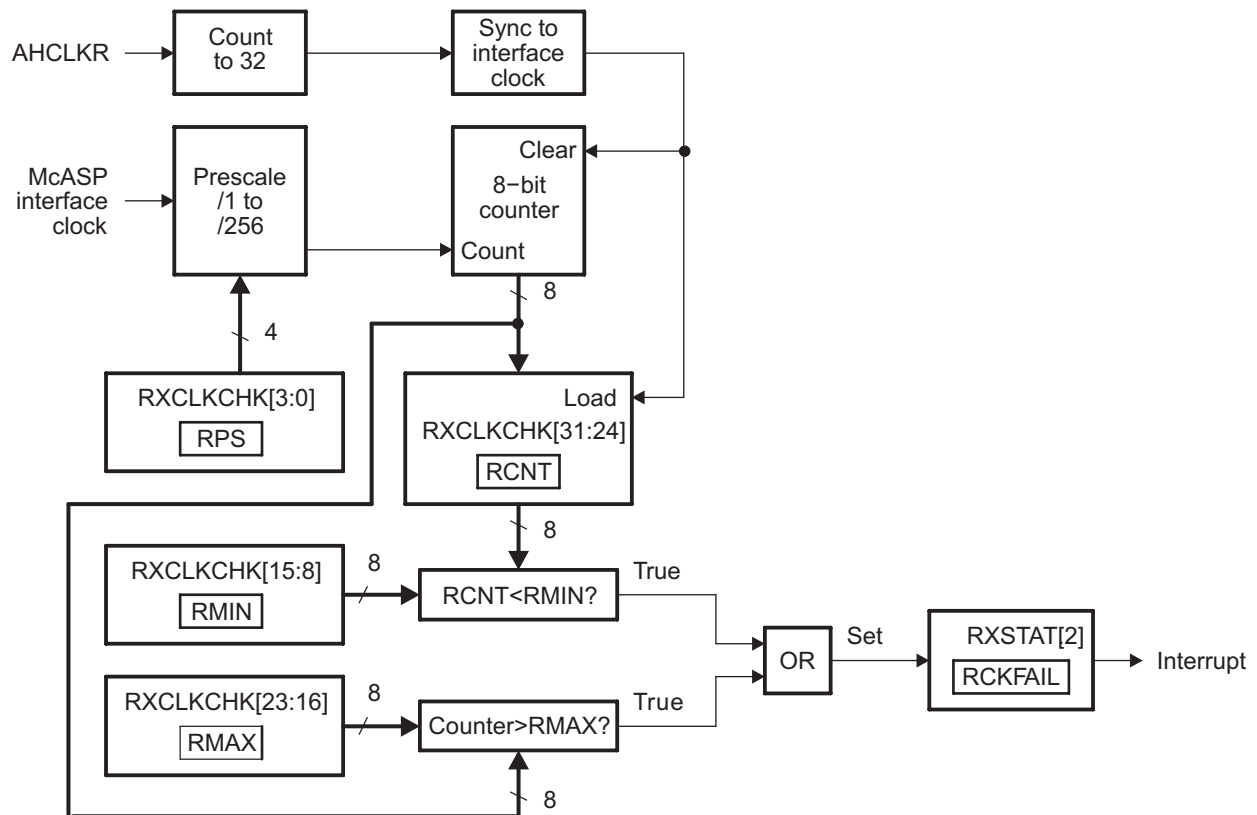 AHCLKR
Count
to 32
Sync to
interface
clock
McASP
interface
clock
Prescale
/1 to
/256
Clear
8−bit
counter
Count
8
4
RXCLKCHK[3:0]
RPS
Load
RXCLKCHK[31:24]
RCNT
8
RXCLKCHK[15:8]
RMIN
8
RCNT<RMIN?
True
RXCLKCHK[23:16]
RMAX
8
Counter>RMAX?
True
8
OR
Set
RXSTAT[2]
RCKFAIL
Interrupt